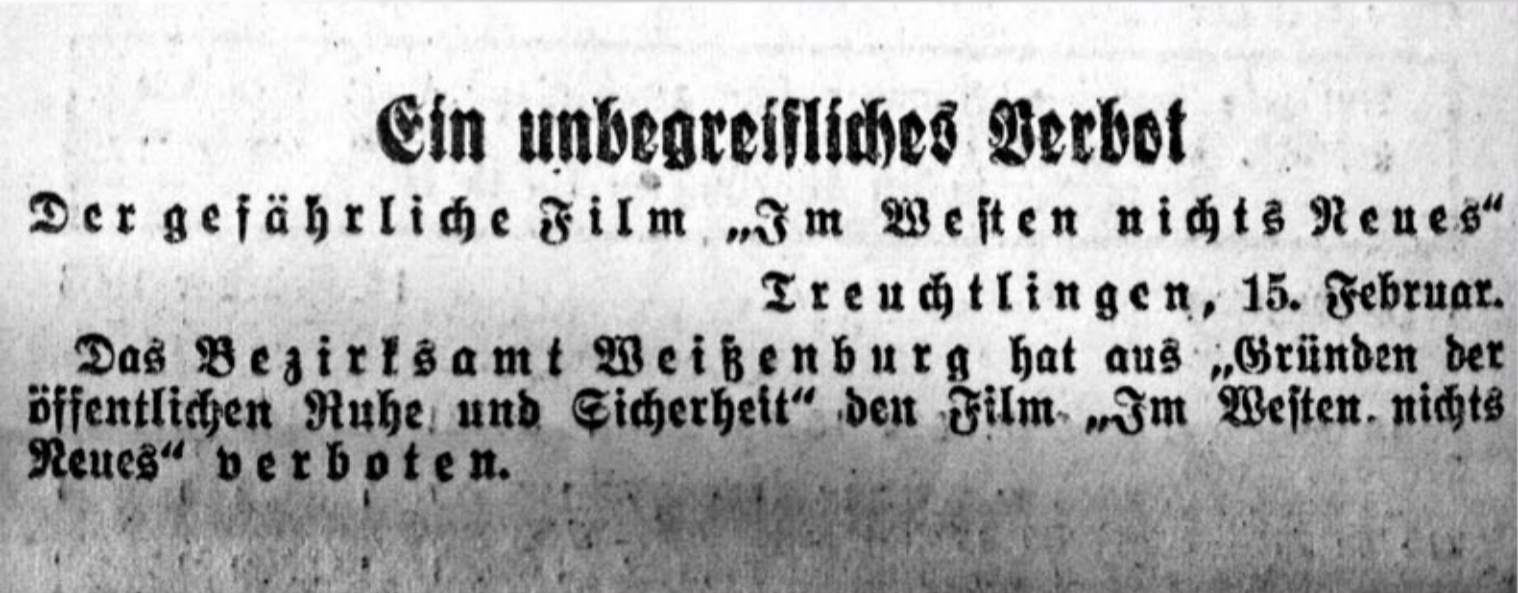 Ein unbegreifliches Verbot
Der gefährliche Film „Im Westen nichts Neues“
Treuchtlingen, 15. Februar.
Das Bezirksamt Weißenburg hat aus „Gründen der
öffentlichen Ruhe und Sicherheit“ den Film „Im Westen nichts
Neues“ verboten.